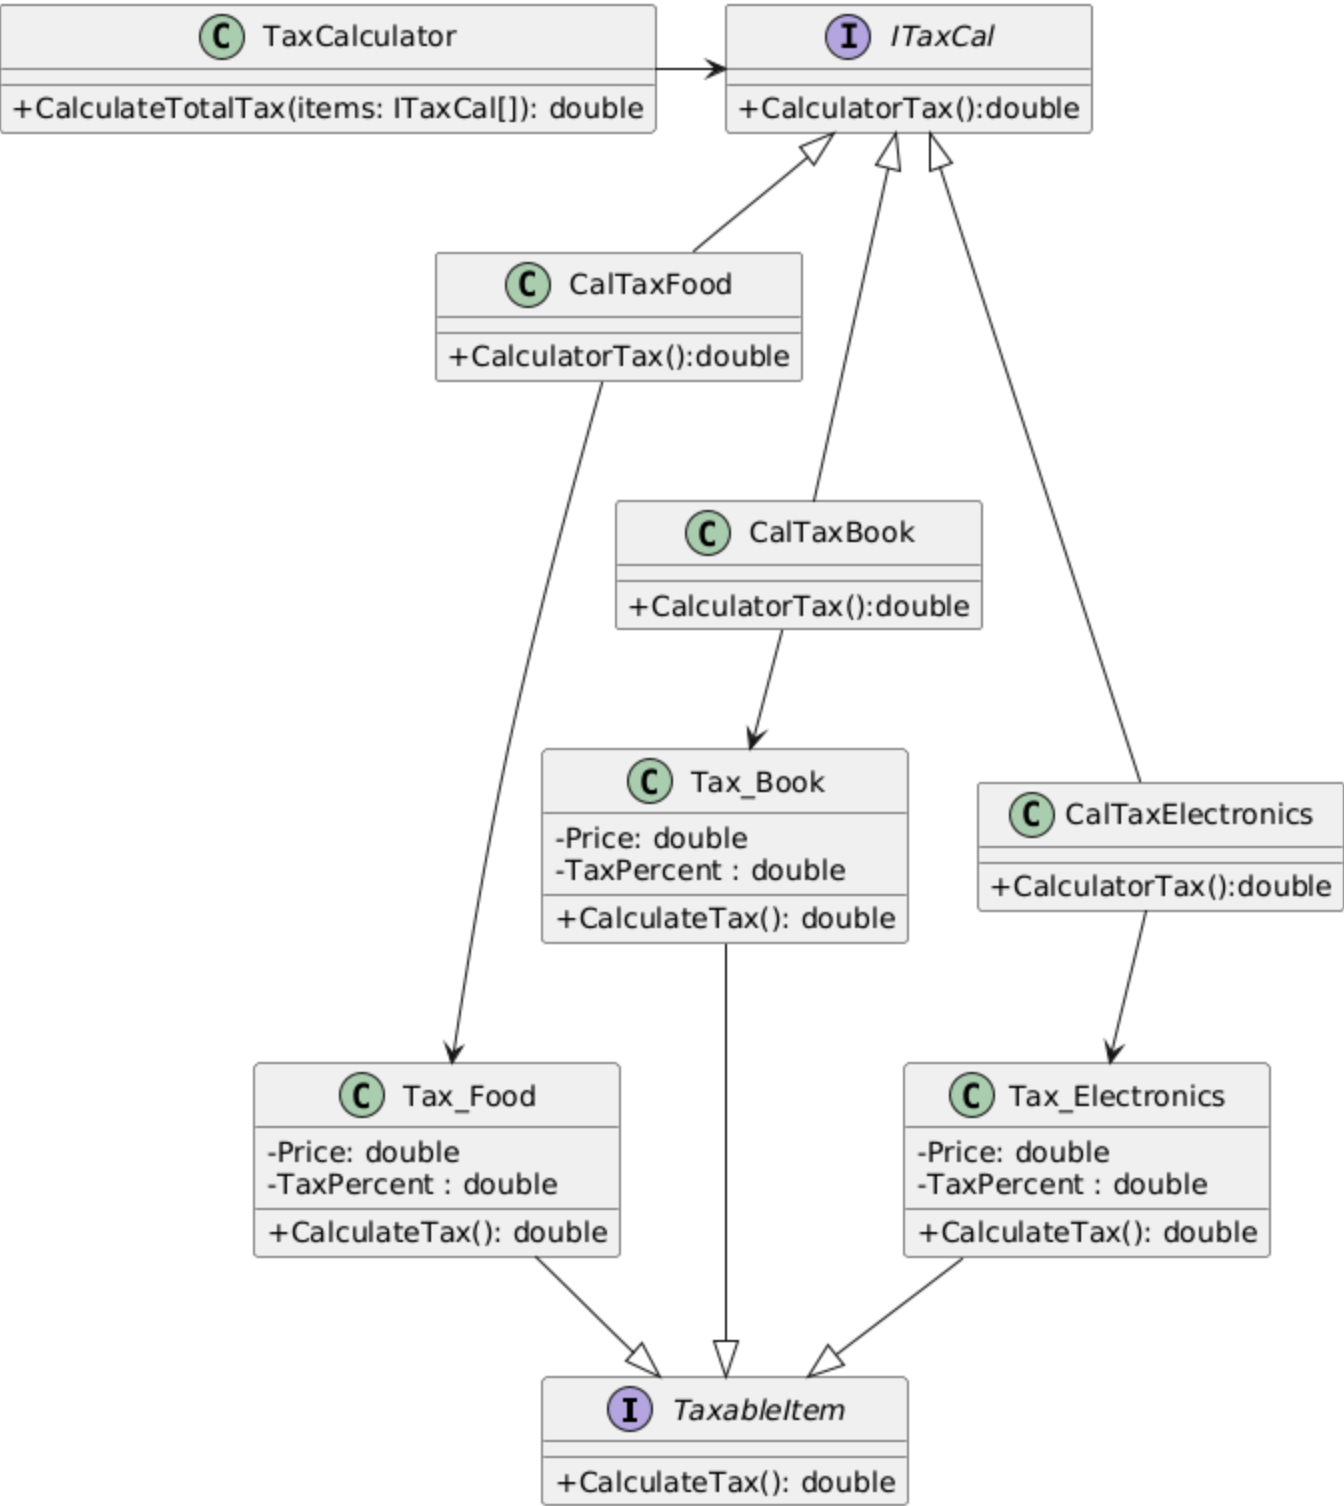 C TaxCalculator
+CalculateTotalTax(items: ITaxCal[]): double
I ITaxCal
+CalculatorTax():double
C CalTaxFood
+CalculatorTax():double
C CalTaxBook
+CalculatorTax():double
C Tax_Book
-Price: double
-TaxPercent : double
+CalculateTax(): double
C CalTaxElectronics
+CalculatorTax():double
C Tax_Food
-Price: double
-TaxPercent : double
+CalculateTax(): double
C Tax_Electronics
-Price: double
-TaxPercent : double
+CalculateTax(): double
I TaxableItem
+CalculateTax(): double